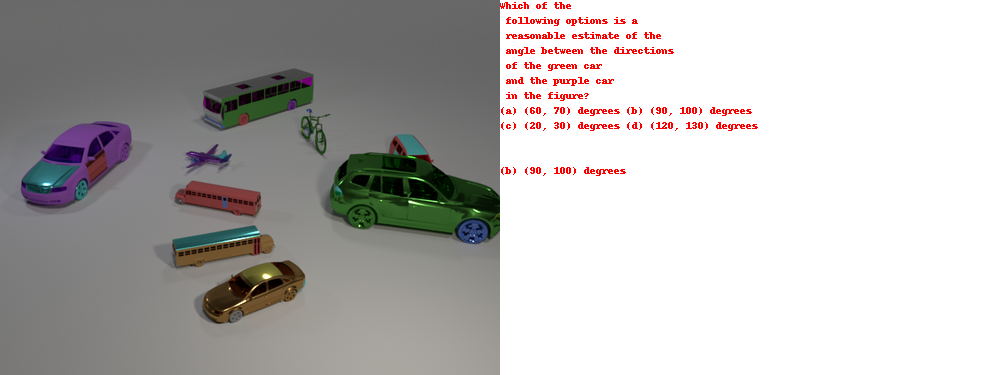 Which of the
following options is a
reasonable estimate of the
angle between the directions
of the green car
and the purple car
in the figure?
(a) (60, 70) degrees (b) (90, 100) degrees
(c) (20, 30) degrees (d) (120, 130) degrees
(b) (90, 100) degrees